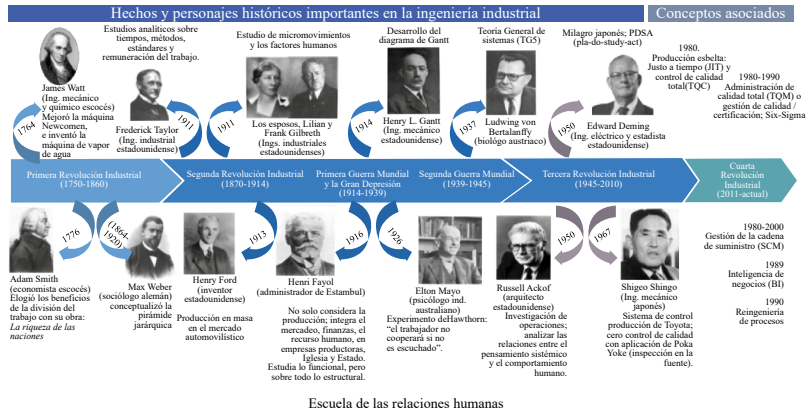 Hechos y personajes históricos importantes en la ingeniería industrial
Conceptos asociados
James Watt
(Ing. mecánico
y químico escocés)
Mejoró la máquina
Newcomen,
e inventó la
máquina de vapor
de agua
1764
Estudios analíticos sobre
tiempos, métodos,
estándares y
remuneración del trabajo.
Frederick Taylor
(Ing. industrial
estadounidense)
1911
Estudio de micromovimientos
y los factores humanos
Los esposos, Lilian y
Frank Gilbreth
(Ings. industriales
estadounidenses)
1911
Desarrollo del
diagrama de Gantt
Henry L. Gantt
(Ing. mecánico
estadounidense)
1914
Teoría General de
sistemas (TG5)
Ludwing von
Bertalanffy
(biológo austriaco)
1937
Milagro japonés; PDSA
(pla-do-study-act)
Edward Deming
(Ing. eléctrico y estadista
estadounidense)
1950
1980.
Producción esbelta:
Justo a tiempo (JIT) y
control de calidad
total(TQC)
1980-1990
Administración de
calidad total (TQM) o
gestión de calidad /
certificación; Six-Sigma
Primera Revolución Industrial
(1750-1860)
Segunda Revolución Industrial
(1870-1914)
Primera Guerra Mundial
y la Gran Depresión
(1914-1939)
Segunda Guerra Mundial
(1939-1945)
Tercera Revolución Industrial
(1945-2010)
Cuarta
Revolución
Industrial
(2011-actual)
Adam Smith
(economista escocés)
Elogió los beneficios
de la división del
trabajo con su obra:
La riqueza de las
naciones
1776
(1864-
1920)
Max Weber
(sociólogo alemán)
conceptualizó la
pirámide
jarárquica
Henry Ford
(inventor
estadounidense)
Producción en masa
en el mercado
automovilístico
1913
Henri Fayol
(administrador de Estambul)
No solo considera la
producción; integra el
mercadeo, finanzas, el
recurso humano, en
empresas productoras,
Iglesia y Estado.
Estudia lo funcional, pero
sobre todo lo estructural.
1916
1926
Elton Mayo
(psicólogo ind.
australiano)
Experimento deHawthorn:
“el trabajador no
cooperará si no
es escuchado”.
Russell Ackof
(arquitecto
estadounidense)
Investigación de
operaciones;
analizar las
relaciones entre el
pensamiento sistémico
y el comportamiento
humano.
1950
1967
Shigeo Shingo
(Ing. mecánico
japonés)
Sistema de control
producción de Toyota;
cero control de calidad
con aplicación de Poka
Yoke (inspección en la
fuente).
1980-2000
Gestión de la cadena
de suministro (SCM)
1989
Inteligencia de
negocios (BI)
1990
Reingeniería
de procesos
Escuela de las relaciones humanas